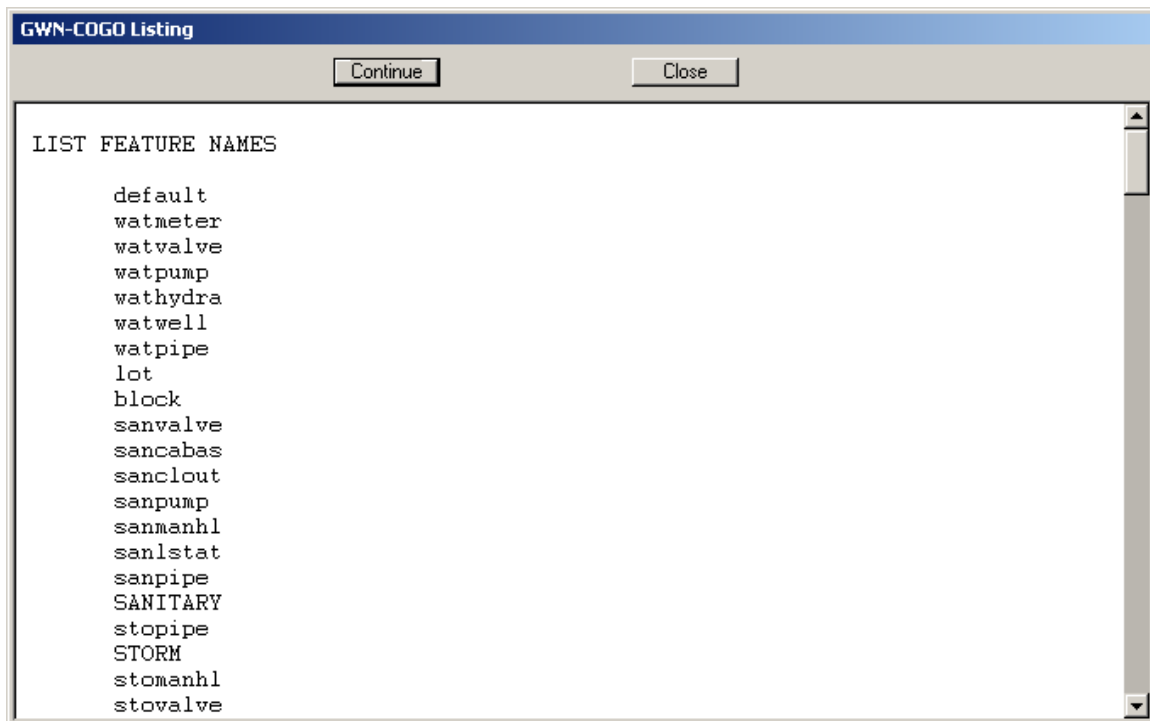 GWN-COGO Listing
Continue Close
LIST FEATURE NAMES
default
watmeter
watvalve
watpump
wathydra
watwell
watpipe
lot
block
sanvalve
sancabas
sanclout
sanpump
sanmanhl
sanlstat
sanpipe
SANITARY
stopipe
STORM
stomanhl
stovalve